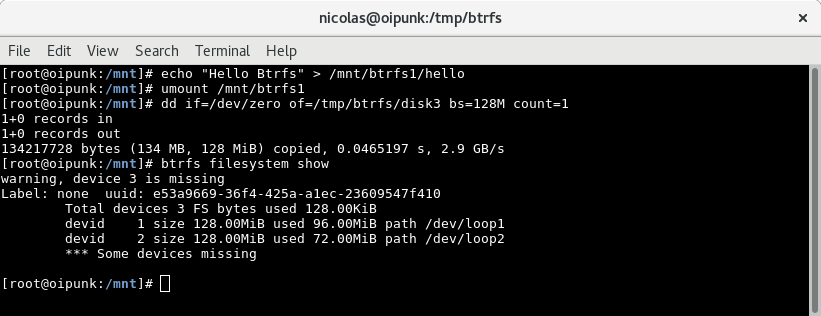 nicolas@oipunk:/tmp/btrfs
File Edit View Search Terminal Help
[root@oipunk:/mnt]# echo "Hello Btrfs" > /mnt/btrfs1/hello
[root@oipunk:/mnt]# umount /mnt/btrfs1
[root@oipunk:/mnt]# dd if=/dev/zero of=/tmp/btrfs/disk3 bs=128M count=1
1+0 records in
1+0 records out
134217728 bytes (134 MB, 128 MiB) copied, 0.0465197 s, 2.9 GB/s
[root@oipunk:/mnt]# btrfs filesystem show
warning, device 3 is missing
Label: none  uuid: e53a9669-36f4-425a-a1ec-23609547f410
        Total devices 3 FS bytes used 128.00KiB
        devid    1 size 128.00MiB used 96.00MiB path /dev/loop1
        devid    2 size 128.00MiB used 72.00MiB path /dev/loop2
        *** Some devices missing
[root@oipunk:/mnt]#